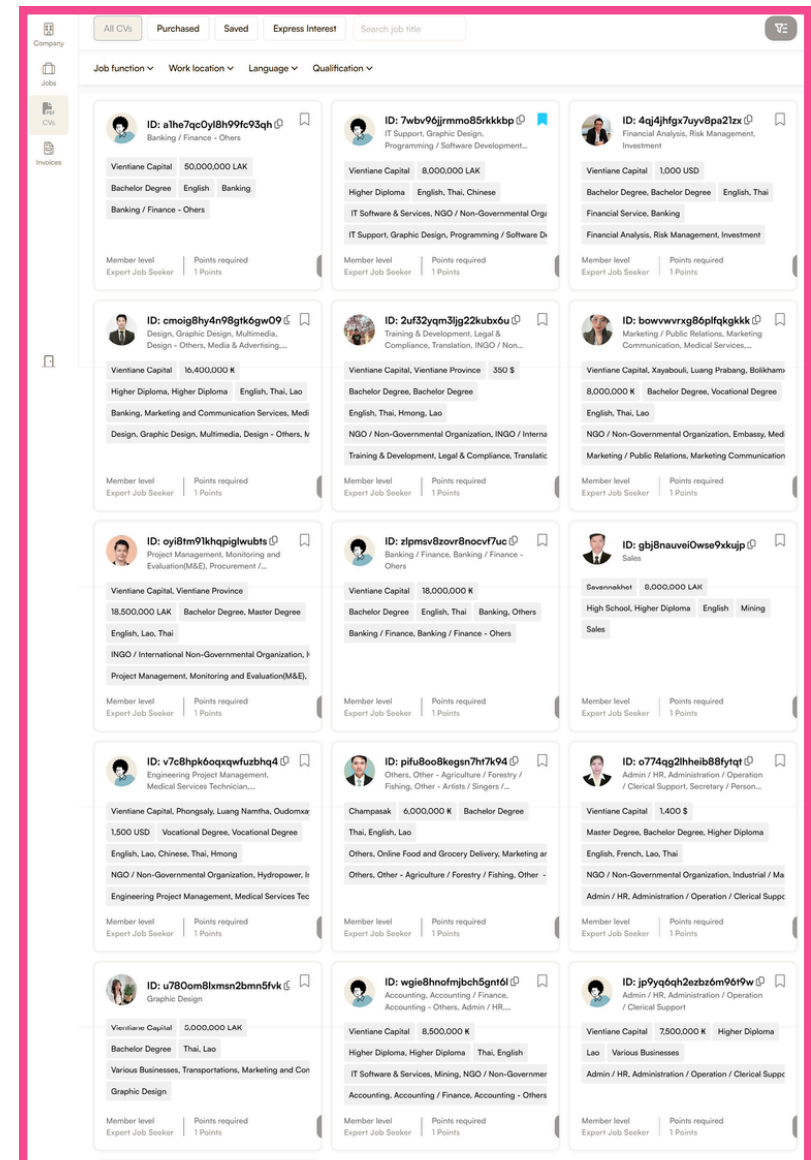 Company
Jobs
CVs
Invoices
All CVs Purchased Saved Express Interest Search job title
Job function Work location Language Qualification
ID: a1he7qc0yl8h99fc93qh
Banking / Finance - Ohers
Vientiane Capital 50,000,000 LAK
Bachelor Degree English Banking
Banking / Finance - Ohers
Member level Points required
Expert Job Seeker 1 Points
ID: 7wbv96jjrmmo85rkkkbp
IT Support, Graphic Design,
Programming / Software Development...
Vientiane Capital 8,000,000 LAK
Higher Diploma English, Thai, Chinese
IT Software & Services, NGO / Non-Governmental Orga
IT Support, Graphic Design, Programming / Software De
Member level Points required
Expert Job Seeker 1 Points
ID: 4qj4jhfgx7uyv8pa21zx
Financial Analysis, Risk Management,
Investment
Vientiane Capital 1,000 USD
Bachelor Degree, Bachelor Degree English, Thai
Financial Service, Banking
Financial Analysis, Risk Management, Investment
Member level Points required
Expert Job Seeker 1 Points
ID: cmoig8hy4n98gtk6gw09
Design, Graphic Design, Multimedia,
Design - Others, Media & Advertising,...
Vientiane Capital 16,400,000 ₭
Higher Diploma, Higher Diploma English, Thai, Lao
Banking, Marketing and Communication Services, Medi
Design, Graphic Design, Multimedia, Design - Others, M
Member level Points required
Expert Job Seeker 1 Points
ID: 2uf32yqm3ljg22kubx6u
Training & Development, Legal &
Compliance, Translation, INGO / Non...
Vientiane Capital, Vientiane Province 350 $
Bachelor Degree, Bachelor Degree
English, Thai, Hmong, Lao
NGO / Non-Governmental Organization, INGO / Interna
Training & Development, Legal & Compliance, Translatic
Member level Points required
Expert Job Seeker 1 Points
ID: bowvwvrxg86plfqkgkkk
Marketing / Public Relations, Marketing
Communication, Medical Services,...
Vientiane Capital, Xayabouli, Luang Prabang, Bolikhamx
8,000,000 ₭ Bachelor Degree, Vocational Degree
English, Thai, Lao
NGO / Non-Governmental Organization, Embassy, Medi
Marketing / Public Relations, Marketing Communication
Member level Points required
Expert Job Seeker 1 Points
ID: oyi8tm91khqpiglwubts
Project Management, Monitoring and
Evaluation(M&E), Procurement /...
Vientiane Capital, Vientiane Province
18,500,000 LAK Bachelor Degree, Master Degree
English, Lao, Thai
INGO / International Non-Governmental Organization, I
Project Management, Monitoring and Evaluation(M&E),
Member level Points required
Expert Job Seeker 1 Points
ID: zlpmsv8zovr8nocvf7uc
Banking / Finance, Banking / Finance -
Ohers
Vientiane Capital 18,000,000 ₭
Bachelor Degree English, Thai Banking, Others
Banking / Finance, Banking / Finance - Ohers
Member level Points required
Expert Job Seeker 1 Points
ID: gbj8nauvei0wse9xkujp
Sales
Savannakhet 8,000,000 LAK
High School, Higher Diploma English Mining
Sales
Member level Points required
Expert Job Seeker 1 Points
ID: v7c8hpk6oqxqwfuzbhq4
Engineering Project Management,
Medical Services Technician,...
Vientiane Capital, Phongsaly, Luang Namtha, Oudomxay
1,500 USD Vocational Degree, Vocational Degree
English, Lao, Chinese, Thai, Hmong
NGO / Non-Governmental Organization, Hydropower, Ir
Engineering Project Management, Medical Services Tec
Member level Points required
Expert Job Seeker 1 Points
ID: pifu8oo8kegsn7ht7k94
Others, Other - Agriculture / Forestry /
Fishing, Other - Artists / Singers /...
Champasak 6,000,000 ₭ Bachelor Degree
Thai, English, Lao
Others, Online Food and Grocery Delivery, Marketing ar
Others, Other - Agriculture / Forestry / Fishing, Other -
Member level Points required
Expert Job Seeker 1 Points
ID: o774qg2lhheib88fytqt
Admin / HR, Administration / Operation
/ Clerical Support, Secretary / Person...
Vientiane Capital 1,400 $
Master Degree, Bachelor Degree, Higher Diploma
English, French, Lao, Thai
NGO / Non-Governmental Organization, Industrial / Ma
Admin / HR, Administration / Operation / Clerical Suppo
Member level Points required
Expert Job Seeker 1 Points
ID: u780om8lxmsn2bmn5fvk
Graphic Design
Vientiane Capital 5,000,000 LAK
Bachelor Degree Thai, Lao
Various Businesses, Transportations, Marketing and Con
Graphic Design
Member level Points required
Expert Job Seeker 1 Points
ID: wgie8hnofmjbch5gnt6l
Accounting, Accounting / Finance,
Accounting - Others, Admin / HR,...
Vientiane Capital 8,500,000 ₭
Higher Diploma, Higher Diploma Thai, English
IT Software & Services, Mining, NGO / Non-Governmer
Accounting, Accounting / Finance, Accounting - Others
Member level Points required
Expert Job Seeker 1 Points
ID: jp9yq6qh2ezbz6m96t9w
Admin / HR, Administration / Operation
/ Clerical Support
Vientiane Capital 7,500,000 ₭ Higher Diploma
Lao Various Businesses
Admin / HR, Administration / Operation / Clerical Suppo
Member level Points required
Expert Job Seeker 1 Points